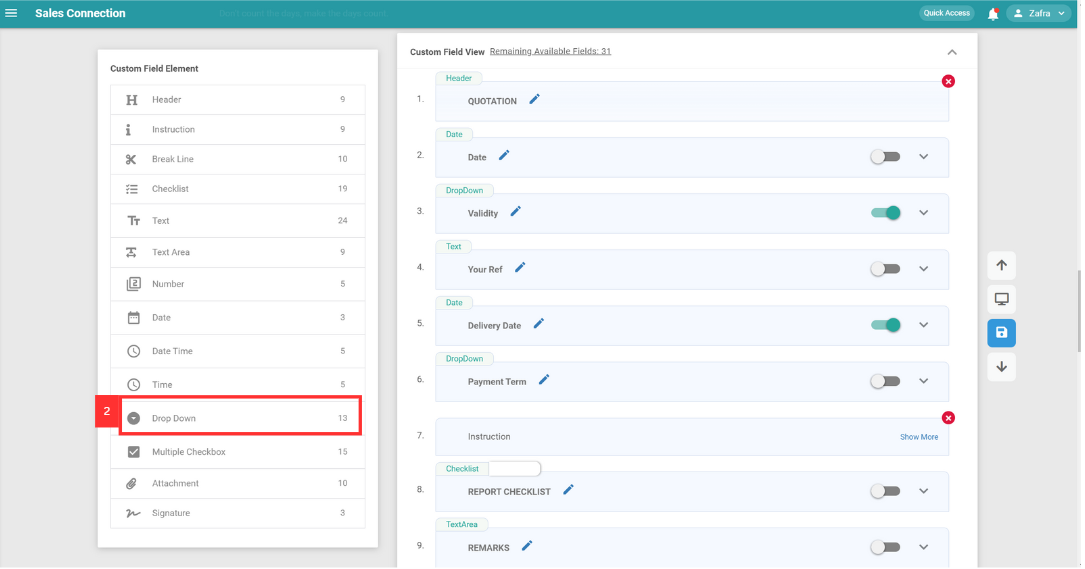 Sales Connection
Quick Access
Zafra
Custom Field Element
Header 9
Instruction 9
Break Line 10
Checklist 19
Text 24
Text Area 9
Number 5
Date 3
Date Time 5
Time 5
2 Drop Down 13
Multiple Checkbox 15
Attachment 10
Signature 3
Custom Field View Remaining Available Fields: 31
Header
1. QUOTATION
Date
2. Date
DropDown
3. Validity
Text
4. Your Ref
Date
5. Delivery Date
DropDown
6. Payment Term
7. Instruction Show More
Checklist
8. REPORT CHECKLIST
TextArea
9. REMARKS